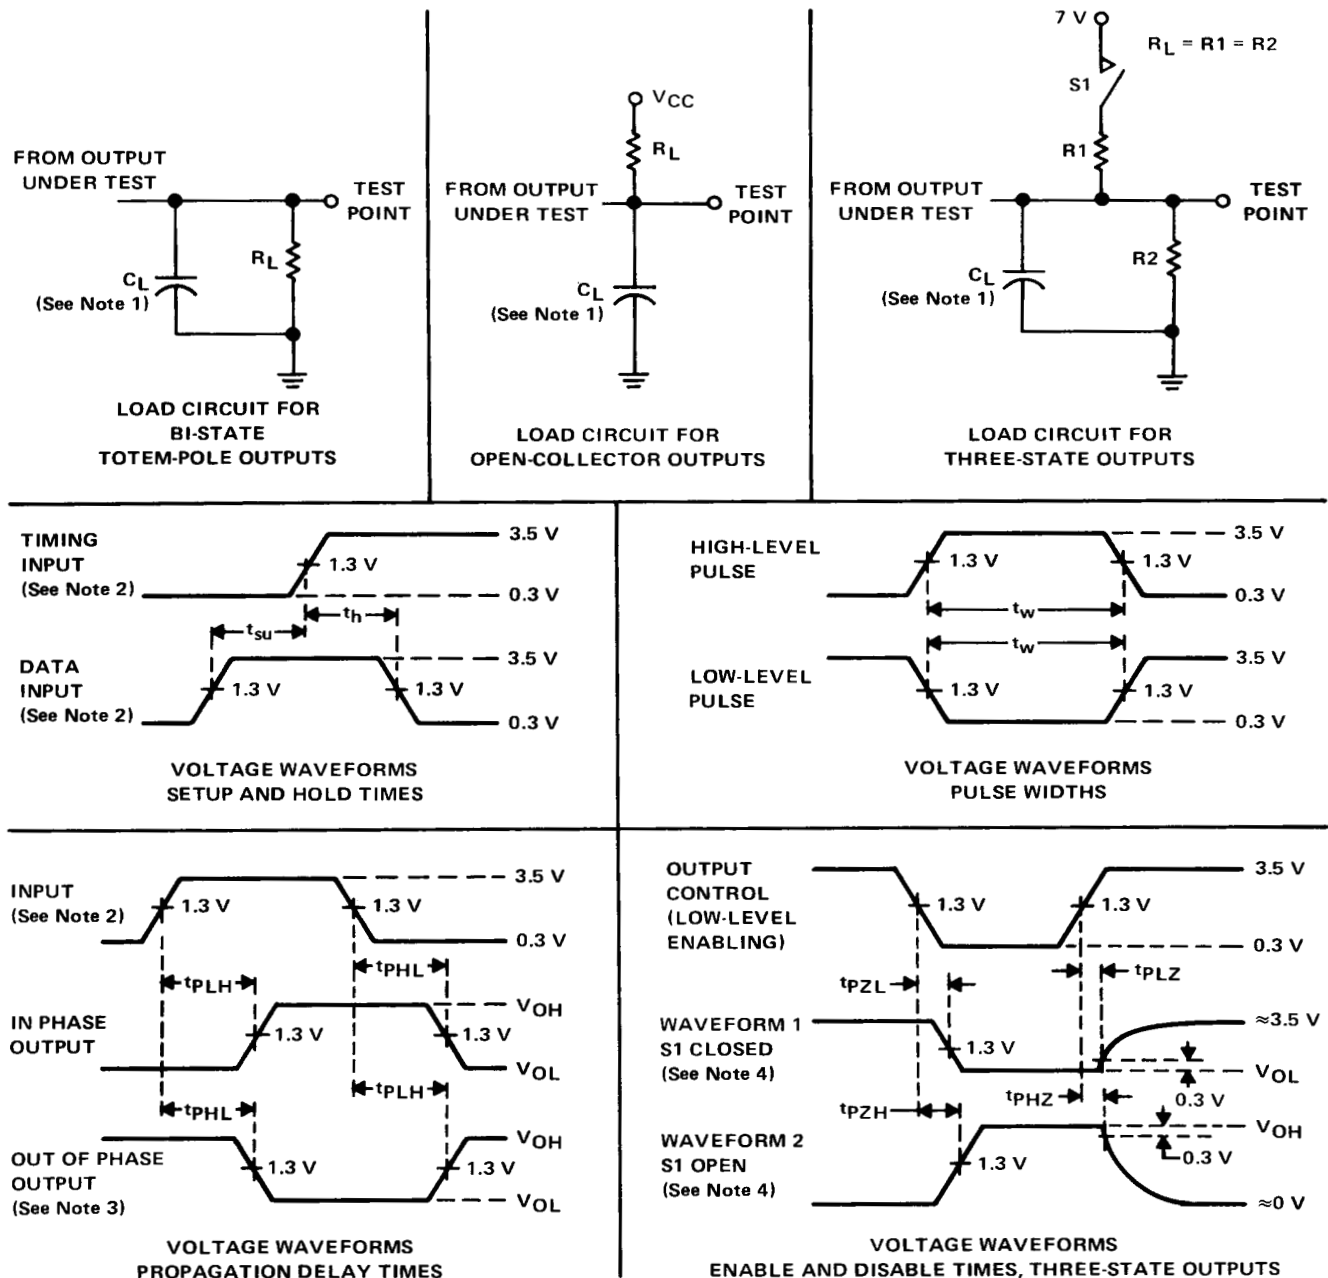 FROM OUTPUT
UNDER TEST
TEST
POINT
RL
CL
(See Note 1)
LOAD CIRCUIT FOR
BI-STATE
TOTEM-POLE OUTPUTS
VCC
RL
FROM OUTPUT
UNDER TEST
TEST
POINT
CL
(See Note 1)
LOAD CIRCUIT FOR
OPEN-COLLECTOR OUTPUTS
7 V
RL = R1 = R2
S1
R1
FROM OUTPUT
UNDER TEST
TEST
POINT
R2
CL
(See Note 1)
LOAD CIRCUIT FOR
THREE-STATE OUTPUTS
TIMING
INPUT
(See Note 2)
3.5 V
1.3 V
0.3 V
th
tsu
DATA
INPUT
(See Note 2)
3.5 V
1.3 V
1.3 V
0.3 V
VOLTAGE WAVEFORMS
SETUP AND HOLD TIMES
HIGH-LEVEL
PULSE
3.5 V
1.3 V
1.3 V
0.3 V
tw
tw
LOW-LEVEL
PULSE
3.5 V
1.3 V
1.3 V
0.3 V
VOLTAGE WAVEFORMS
PULSE WIDTHS
INPUT
(See Note 2)
3.5 V
1.3 V
1.3 V
0.3 V
tPLH
tPHL
IN PHASE
OUTPUT
VOH
1.3 V
1.3 V
VOL
tPHL
tPLH
OUT OF PHASE
OUTPUT
(See Note 3)
VOH
1.3 V
1.3 V
VOL
VOLTAGE WAVEFORMS
PROPAGATION DELAY TIMES
OUTPUT
CONTROL
(LOW-LEVEL
ENABLING)
3.5 V
1.3 V
1.3 V
0.3 V
tPZL
tPLZ
WAVEFORM 1
S1 CLOSED
(See Note 4)
≈3.5 V
1.3 V
VOL
0.3 V
tPZH
tPHZ
WAVEFORM 2
S1 OPEN
(See Note 4)
VOH
0.3 V
1.3 V
≈0 V
VOLTAGE WAVEFORMS
ENABLE AND DISABLE TIMES, THREE-STATE OUTPUTS